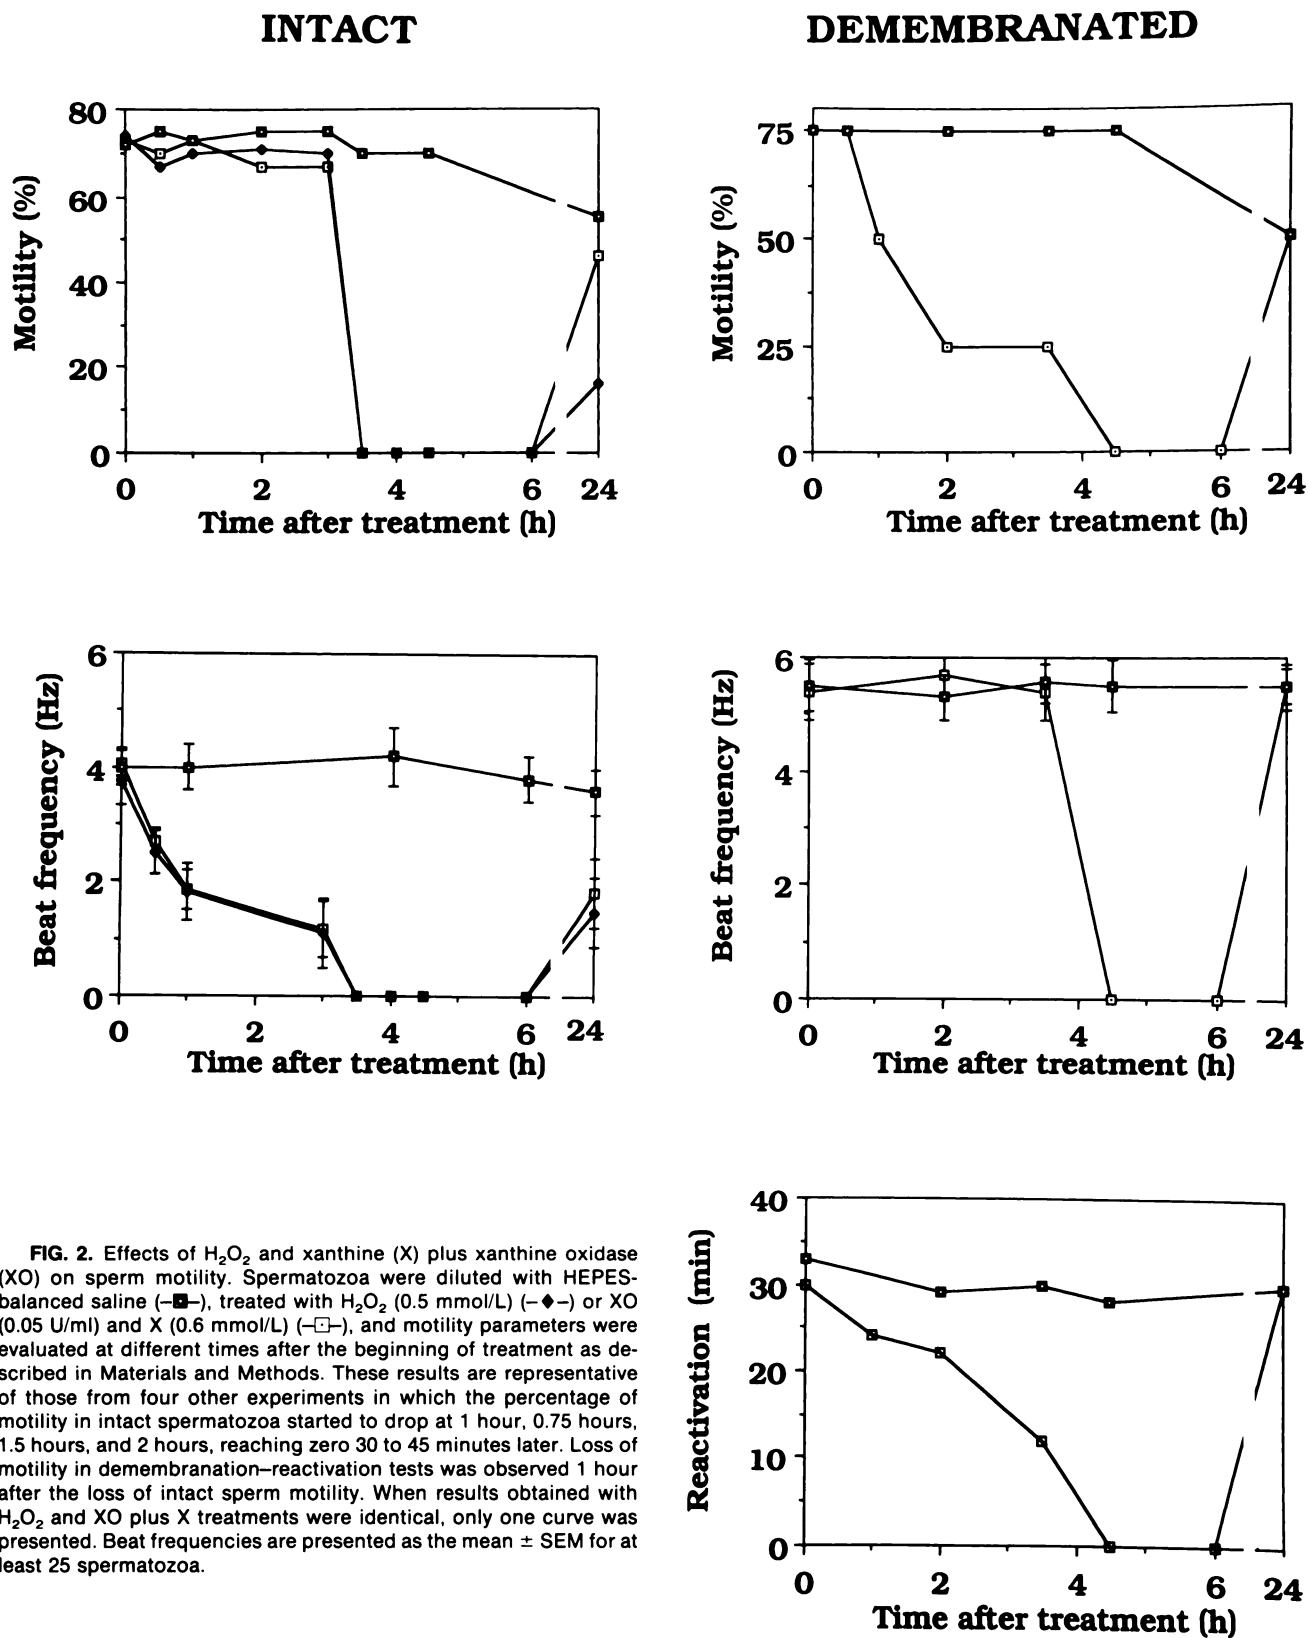 INTACT
DEMEMBRANATED
80
60
40
20
0
Motility (%)
0 2 4 6 24
Time after treatment (h)
75
50
25
0
Motility (%)
0 2 4 6 24
Time after treatment (h)
6
4
2
0
Beat frequency (Hz)
0 2 4 6 24
Time after treatment (h)
6
4
2
0
Beat frequency (Hz)
0 2 4 6 24
Time after treatment (h)
FIG. 2. Effects of H₂O₂ and xanthine (X) plus xanthine oxidase
(XO) on sperm motility. Spermatozoa were diluted with HEPES-
balanced saline (–◘–), treated with H₂O₂ (0.5 mmol/L) (–◆–) or XO
(0.05 U/ml) and X (0.6 mmol/L) (–⊡–), and motility parameters were
evaluated at different times after the beginning of treatment as de-
scribed in Materials and Methods. These results are representative
of those from four other experiments in which the percentage of
motility in intact spermatozoa started to drop at 1 hour, 0.75 hours,
1.5 hours, and 2 hours, reaching zero 30 to 45 minutes later. Loss of
motility in demembranation–reactivation tests was observed 1 hour
after the loss of intact sperm motility. When results obtained with
H₂O₂ and XO plus X treatments were identical, only one curve was
presented. Beat frequencies are presented as the mean ± SEM for at
least 25 spermatozoa.
40
30
20
10
0
Reactivation (min)
0 2 4 6 24
Time after treatment (h)